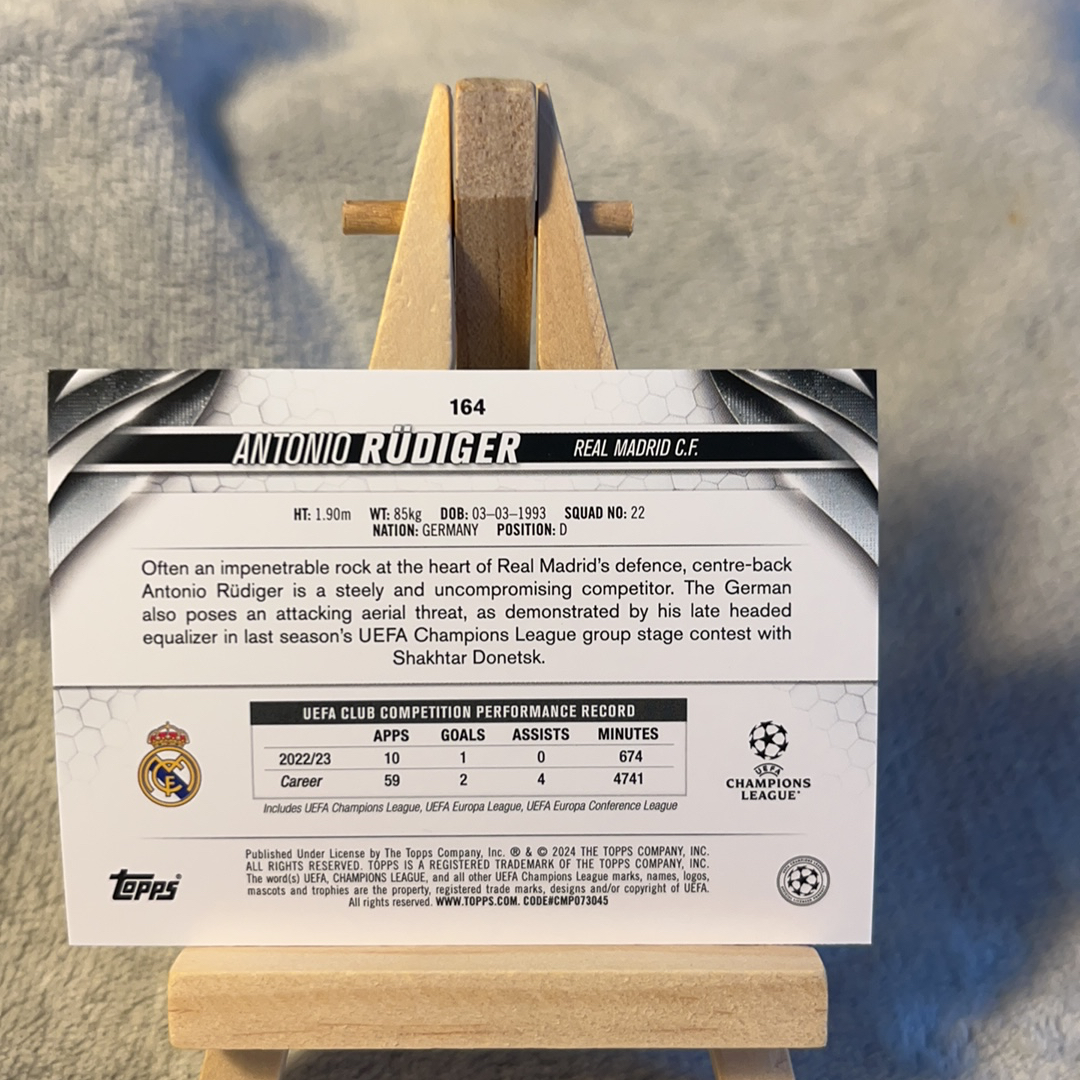 164
ANTONIO RÜDIGER REAL MADRID C.F.
HT: 1.90m WT: 85kg DOB: 03–03–1993 SQUAD NO: 22
NATION: GERMANY POSITION: D
Often an impenetrable rock at the heart of Real Madrid's defence, centre-back
Antonio Rüdiger is a steely and uncompromising competitor. The German
also poses an attacking aerial threat, as demonstrated by his late headed
equalizer in last season's UEFA Champions League group stage contest with
Shakhtar Donetsk.
UEFA CLUB COMPETITION PERFORMANCE RECORD
APPS GOALS ASSISTS MINUTES
2022/23 10 1 0 674
Career 59 2 4 4741
Includes UEFA Champions League, UEFA Europa League, UEFA Europa Conference League
UEFA
CHAMPIONS
LEAGUE
Topps
Published Under License by The Topps Company, Inc. ® & © 2024 THE TOPPS COMPANY, INC.
ALL RIGHTS RESERVED. TOPPS IS A REGISTERED TRADEMARK OF THE TOPPS COMPANY, INC.
The word(s) UEFA, CHAMPIONS LEAGUE, and all other UEFA Champions League marks, names, logos,
mascots and trophies are the property, registered trade marks, designs and/or copyright of UEFA.
All rights reserved. WWW.TOPPS.COM. CODE#CMP073045